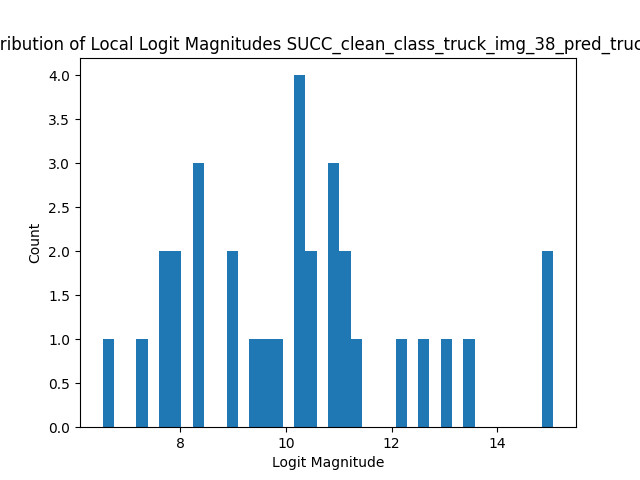 ribution of Local Logit Magnitudes SUCC_clean_class_truck_img_38_pred_truc
4.0
3.5
3.0
2.5
2.0
1.5
1.0
0.5
0.0
Count
8 10 12 14
Logit Magnitude